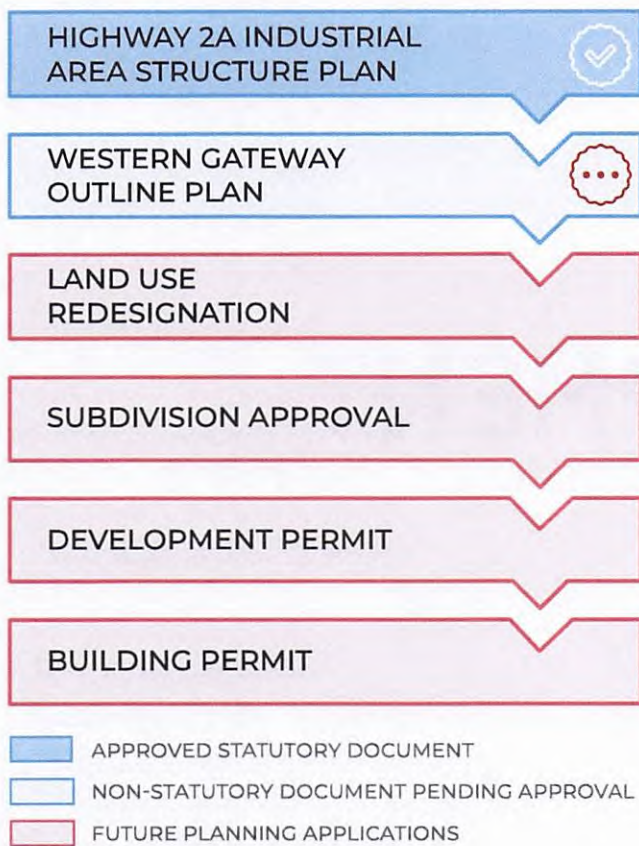 HIGHWAY 2A INDUSTRIAL
AREA STRUCTURE PLAN
WESTERN GATEWAY
OUTLINE PLAN
LAND USE
REDESIGNATION
SUBDIVISION APPROVAL
DEVELOPMENT PERMIT
BUILDING PERMIT
APPROVED STATUTORY DOCUMENT
NON-STATUTORY DOCUMENT PENDING APPROVAL
FUTURE PLANNING APPLICATIONS